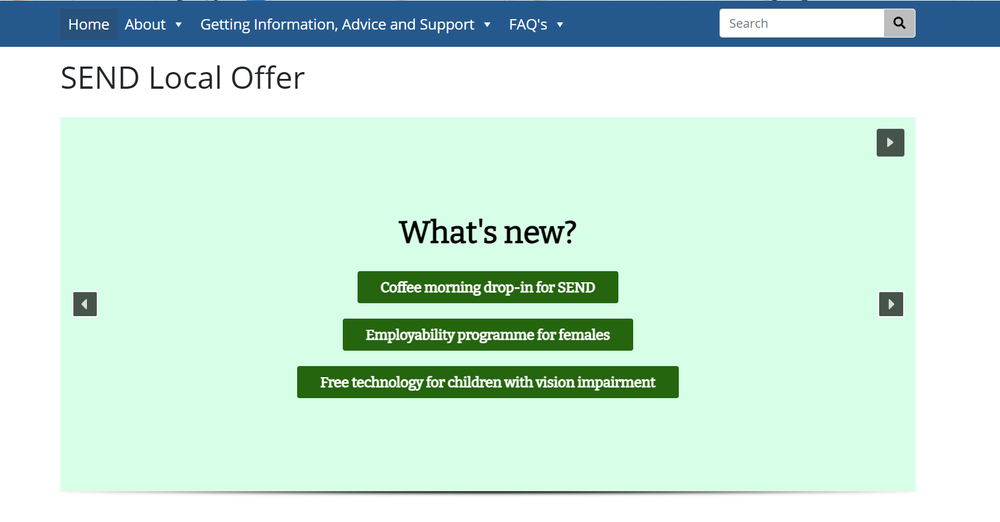 Home About Getting Information, Advice and Support FAQ's Search
SEND Local Offer
What's new?
Coffee morning drop-in for SEND
Employability programme for females
Free technology for children with vision impairment